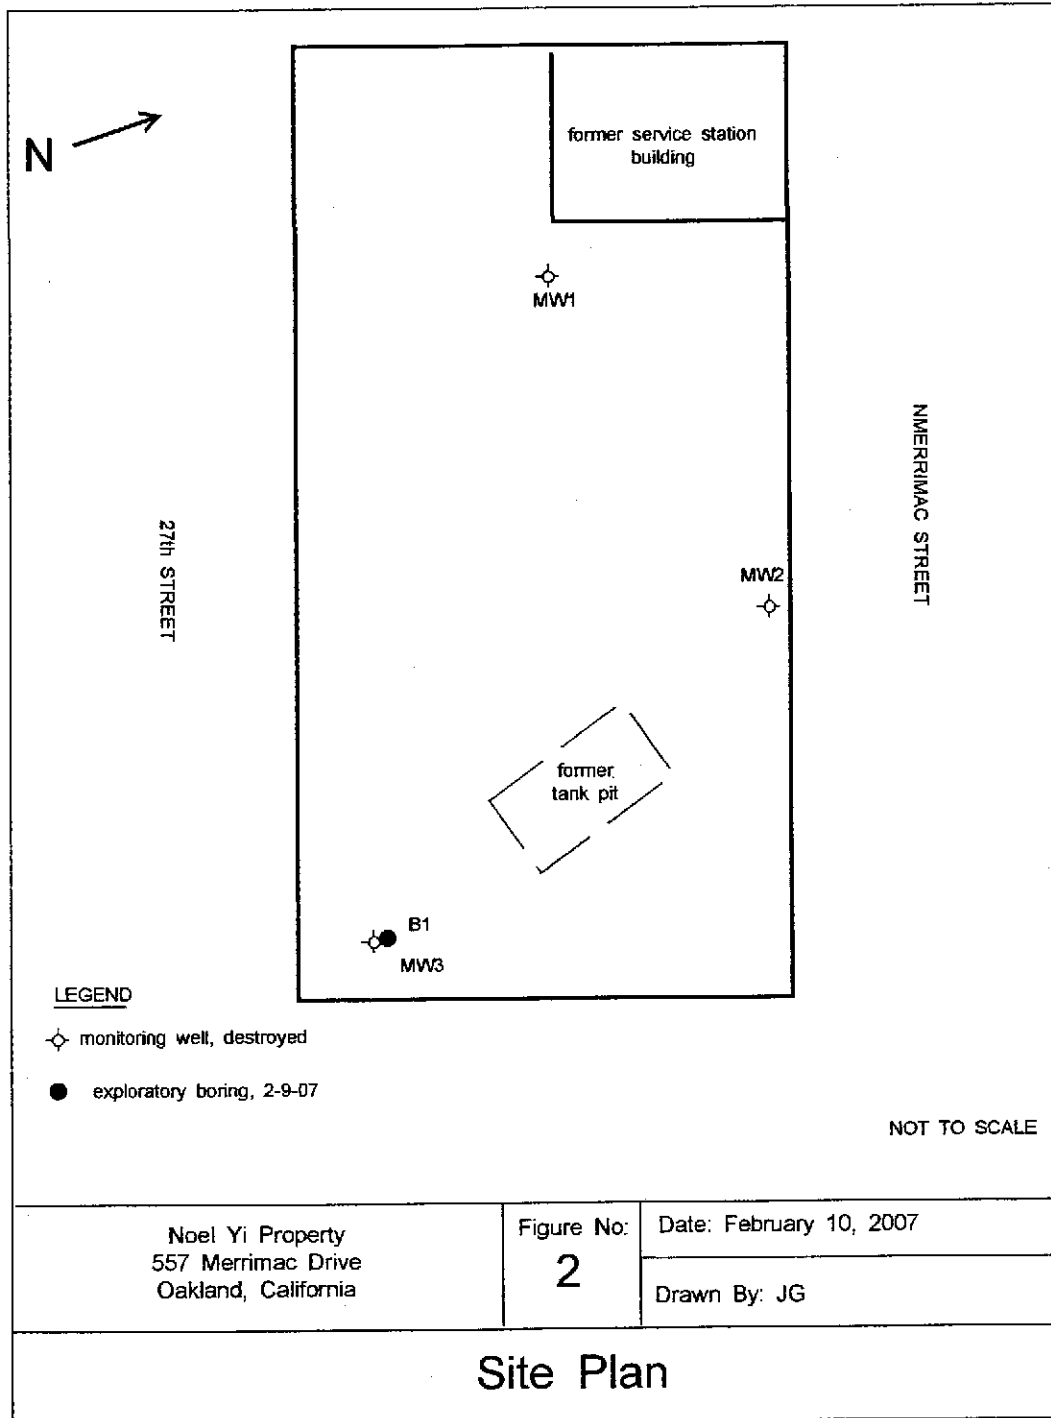 N
former service station
building
MW1
NMERRIMAC STREET
27th STREET
MW2
former
tank pit
B1
MW3
LEGEND
monitoring well, destroyed
exploratory boring, 2-9-07
NOT TO SCALE
Noel Yi Property
557 Merrimac Drive
Oakland, California
Figure No:
2
Date: February 10, 2007
Drawn By: JG
Site Plan